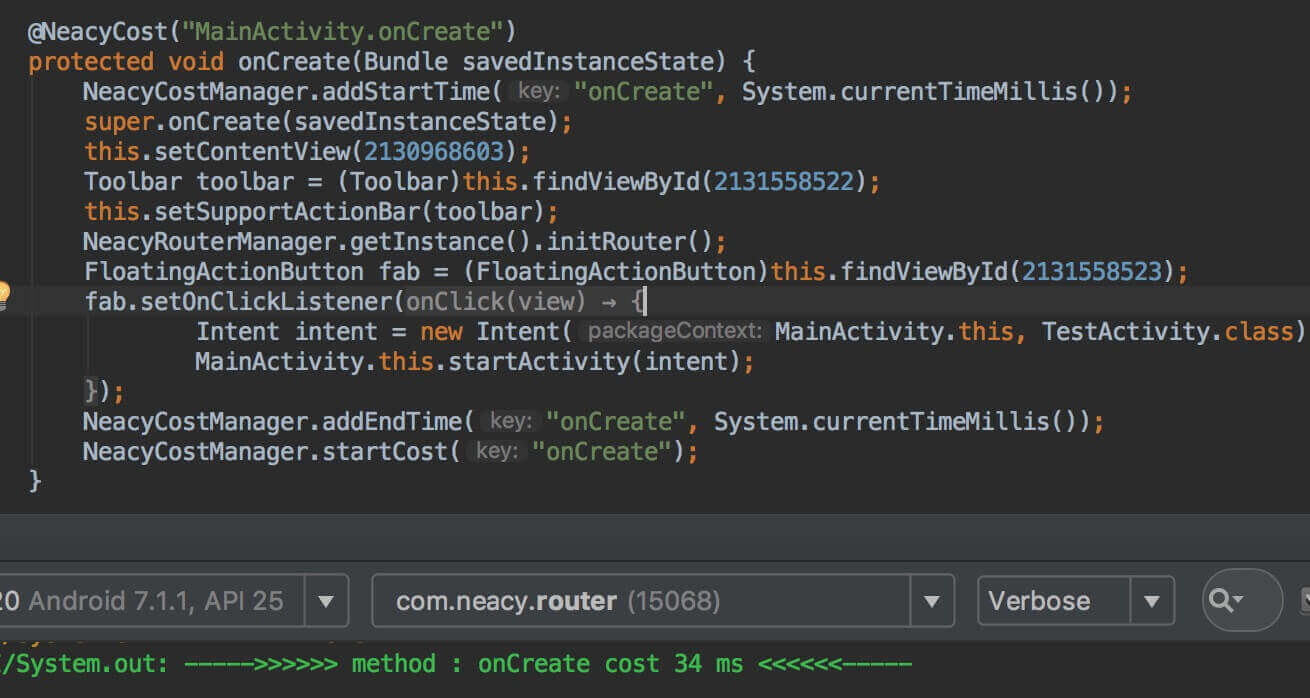 @NeacyCost("MainActivity.onCreate")
protected void onCreate(Bundle savedInstanceState) {
NeacyCostManager.addStartTime( key: "onCreate", System.currentTimeMillis());
super.onCreate(savedInstanceState);
this.setContentView(2130968603);
Toolbar toolbar = (Toolbar)this.findViewById(2131558522);
this.setSupportActionBar(toolbar);
NeacyRouterManager.getInstance().initRouter();
FloatingActionButton fab = (FloatingActionButton)this.findViewById(2131558523);
fab.setOnClickListener(onClick(view) → {
Intent intent = new Intent( packageContext: MainActivity.this, TestActivity.class)
MainActivity.this.startActivity(intent);
});
NeacyCostManager.addEndTime( key: "onCreate", System.currentTimeMillis());
NeacyCostManager.startCost( key: "onCreate");
}
20 Android 7.1.1, API 25 com.neacy.router (15068) Verbose
/System.out: ----->>>>>> method : onCreate cost 34 ms <<<<<<-----